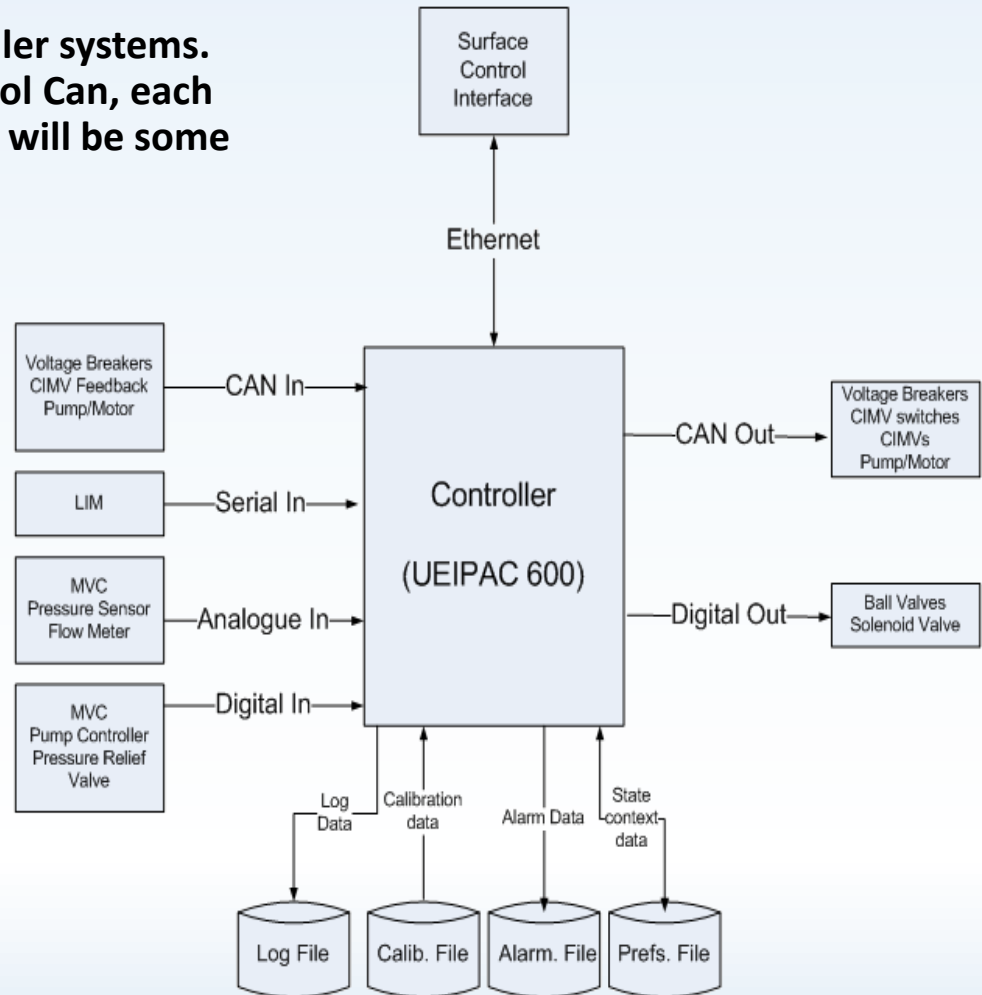 ler systems.
ol Can, each
will be some
Surface
Control
Interface
Ethernet
Voltage Breakers
CIMV Feedback
Pump/Motor
CAN In
LIM
Serial In
MVC
Pressure Sensor
Flow Meter
Analogue In
MVC
Pump Controller
Pressure Relief
Valve
Digital In
Controller
(UEIPAC 600)
CAN Out
Voltage Breakers
CIMV switches
CIMVs
Pump/Motor
Digital Out
Ball Valves
Solenoid Valve
Log
Data
Calibration
data
Alarm Data
State
context
data
Log File
Calib. File
Alarm. File
Prefs. File